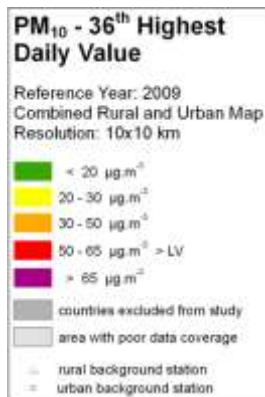 PM₁₀ - 36ᵗʰ Highest
Daily Value
Reference Year: 2009
Combined Rural and Urban Map
Resolution: 10x10 km
< 20 µg.m⁻³
20 - 30 µg.m⁻³
30 - 50 µg.m⁻³
50 - 65 µg.m⁻³ > LV
> 65 µg.m⁻³
countries excluded from study
area with poor data coverage
rural background station
urban background station